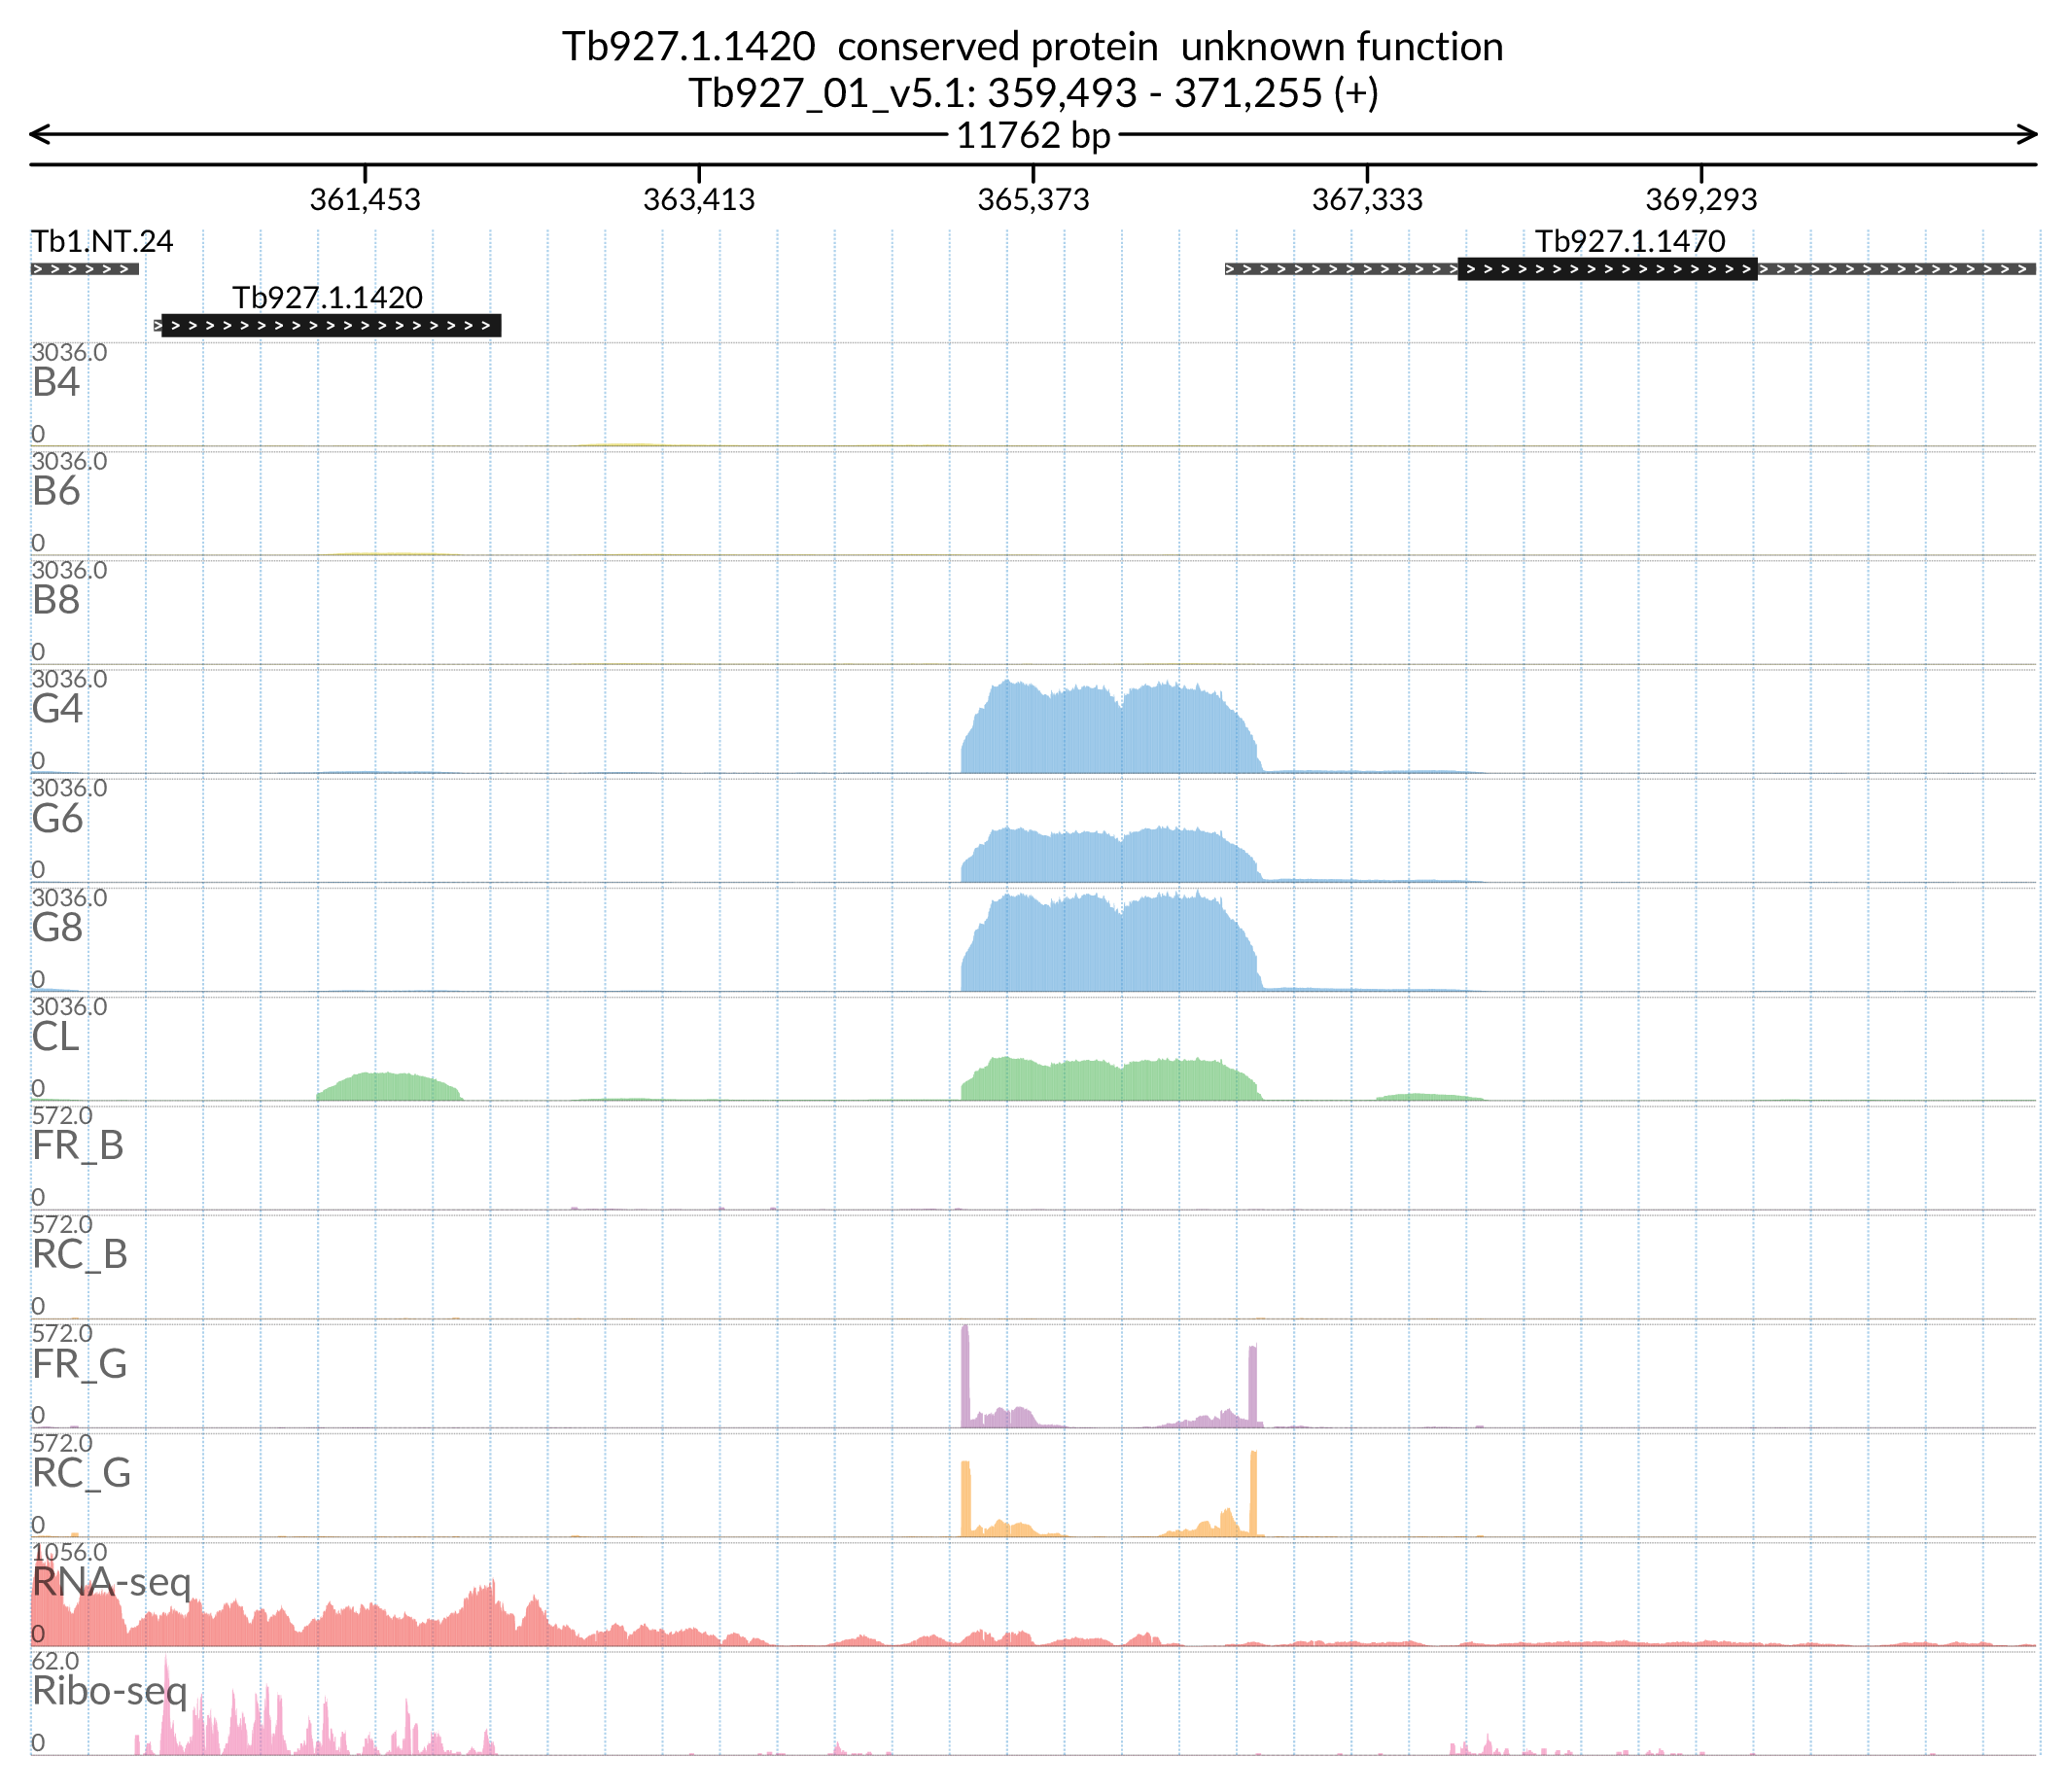 Tb927.1.1420 conserved protein unknown function
Tb927_01_v5.1: 359,493 - 371,255 (+)
11762 bp
361,453 363,413 365,373 367,333 369,293
Tb1.NT.24 Tb927.1.1470
Tb927.1.1420
3036.0
B4
0
3036.0
B6
0
3036.0
B8
0
3036.0
G4
0
3036.0
G6
0
3036.0
G8
0
3036.0
CL
0
572.0
FR_B
0
572.0
RC_B
0
572.0
FR_G
0
572.0
RC_G
0
1056.0
RNA-seq
0
62.0
Ribo-seq
0